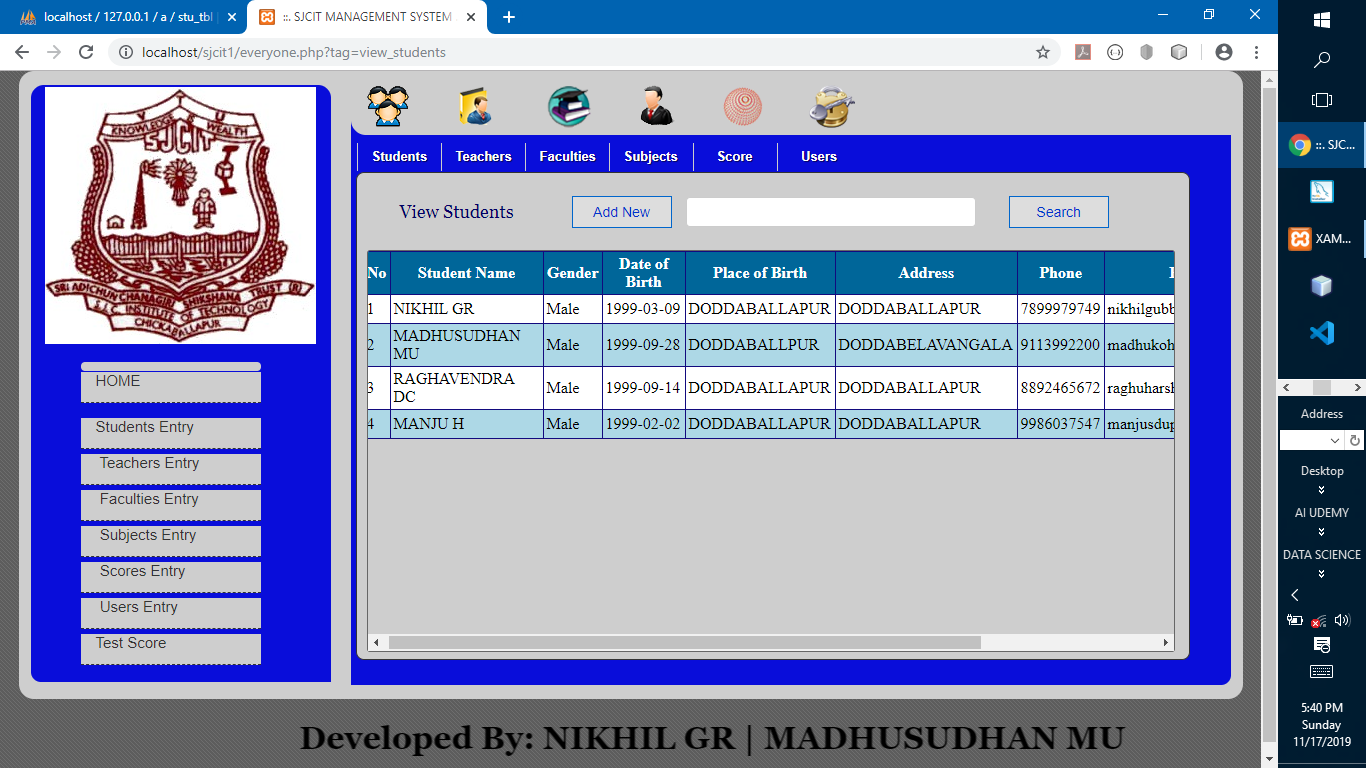 localhost / 127.0.0.1 / a / stu_tbl
::. SJCIT MANAGEMENT SYSTEM
localhost/sjcit1/everyone.php?tag=view_students
V T U
KNOWLEDGE WEALTH
SJCIT
SRI ADICHUNCHANAGIRI SHIKSHANA TRUST (R)
S.J.C. INSTITUTE OF TECHNOLOGY
CHICKABALLAPUR
HOME
Students Entry
Teachers Entry
Faculties Entry
Subjects Entry
Scores Entry
Users Entry
Test Score
Students Teachers Faculties Subjects Score Users
View Students Add New Search
No Student Name Gender Date of Birth Place of Birth Address Phone
1 NIKHIL GR Male 1999-03-09 DODDABALLAPUR DODDABALLAPUR 7899979749 nikhilgubb
2 MADHUSUDHAN MU Male 1999-09-28 DODDABALLPUR DODDABELAVANGALA 9113992200 madhukoh
3 RAGHAVENDRA DC Male 1999-09-14 DODDABALLAPUR DODDABALLAPUR 8892465672 raghuharsh
4 MANJU H Male 1999-02-02 DODDABALLAPUR DODDABALLAPUR 9986037547 manjusdup
Developed By: NIKHIL GR | MADHUSUDHAN MU
::. SJC...
XAM...
Address
Desktop
AI UDEMY
DATA SCIENCE
5:40 PM
Sunday
11/17/2019